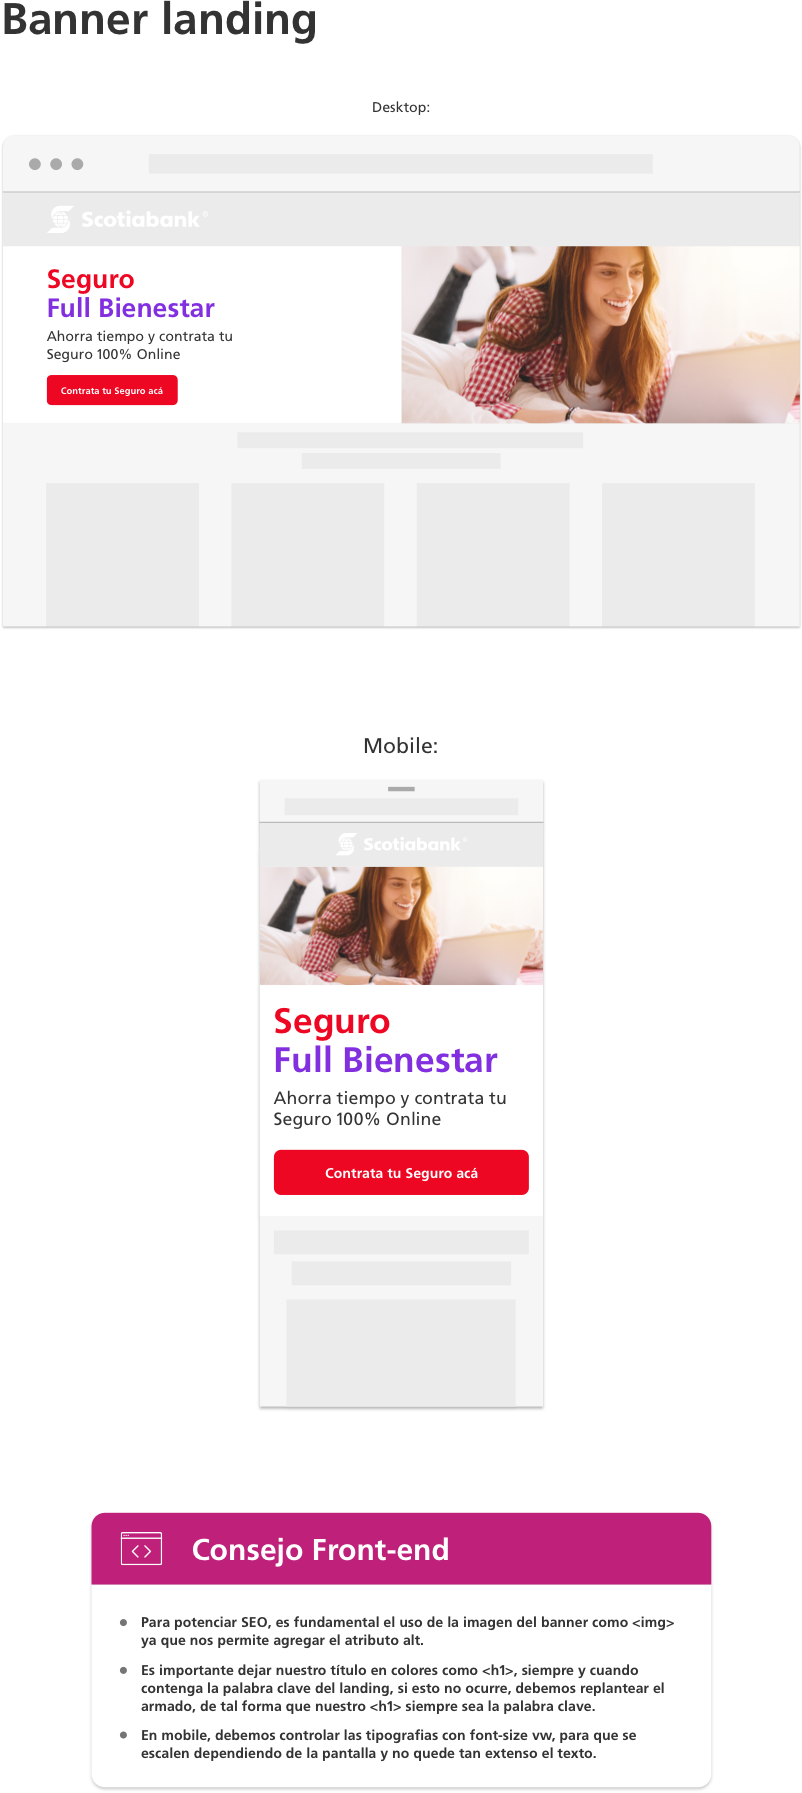 Banner landing
Desktop:
Scotiabank®
Seguro
Full Bienestar
Ahorra tiempo y contrata tu
Seguro 100% Online
Contrata tu Seguro acá
Mobile:
Scotiabank®
Seguro
Full Bienestar
Ahorra tiempo y contrata tu
Seguro 100% Online
Contrata tu Seguro acá
Consejo Front-end
Para potenciar SEO, es fundamental el uso de la imagen del banner como <img>
ya que nos permite agregar el atributo alt.
Es importante dejar nuestro título en colores como <h1>, siempre y cuando
contenga la palabra clave del landing, si esto no ocurre, debemos replantear el
armado, de tal forma que nuestro <h1> siempre sea la palabra clave.
En mobile, debemos controlar las tipografias con font-size vw, para que se
escalen dependiendo de la pantalla y no quede tan extenso el texto.